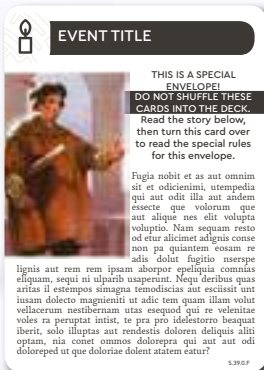 EVENT TITLE
THIS IS A SPECIAL
ENVELOPE!
DO NOT SHUFFLE THESE
CARDS INTO THE DECK.
Read the story below,
then turn this card over
to read the special rules
for this envelope.
Fugia nobit et as aut omnim
sit et odicienimi, utempedia
qui aut odit illa aut andem
essecte que volorum que
aut alique nes elit volupta
voluptio. Nam sequam resto
od etur alicimet adignis conse
non pa quiantem eosam re
adis dolut fugitio nserspe
lignis aut rem rem ipsam aborpor epeliquia comnias
eliquam, sequi ni ulparib usaperunt. Nequ deribus quas
aritas il estempos simagna temodiscias aut esciissit unt
iusam dolecto magnieniti ut adic tem quam illam volut
vellacerum nestibernam utas esequod qui re velenitae
voles ra peruptat intist, te pra pro idelestorro beaquat
iberit, solo illuptas aut rendestis doloren deliquis aliti
optam, nia conet ommos dolorepra qui aut aut odi
doloreped ut que doloriae dolent atatem eatur?
S.39.G.F